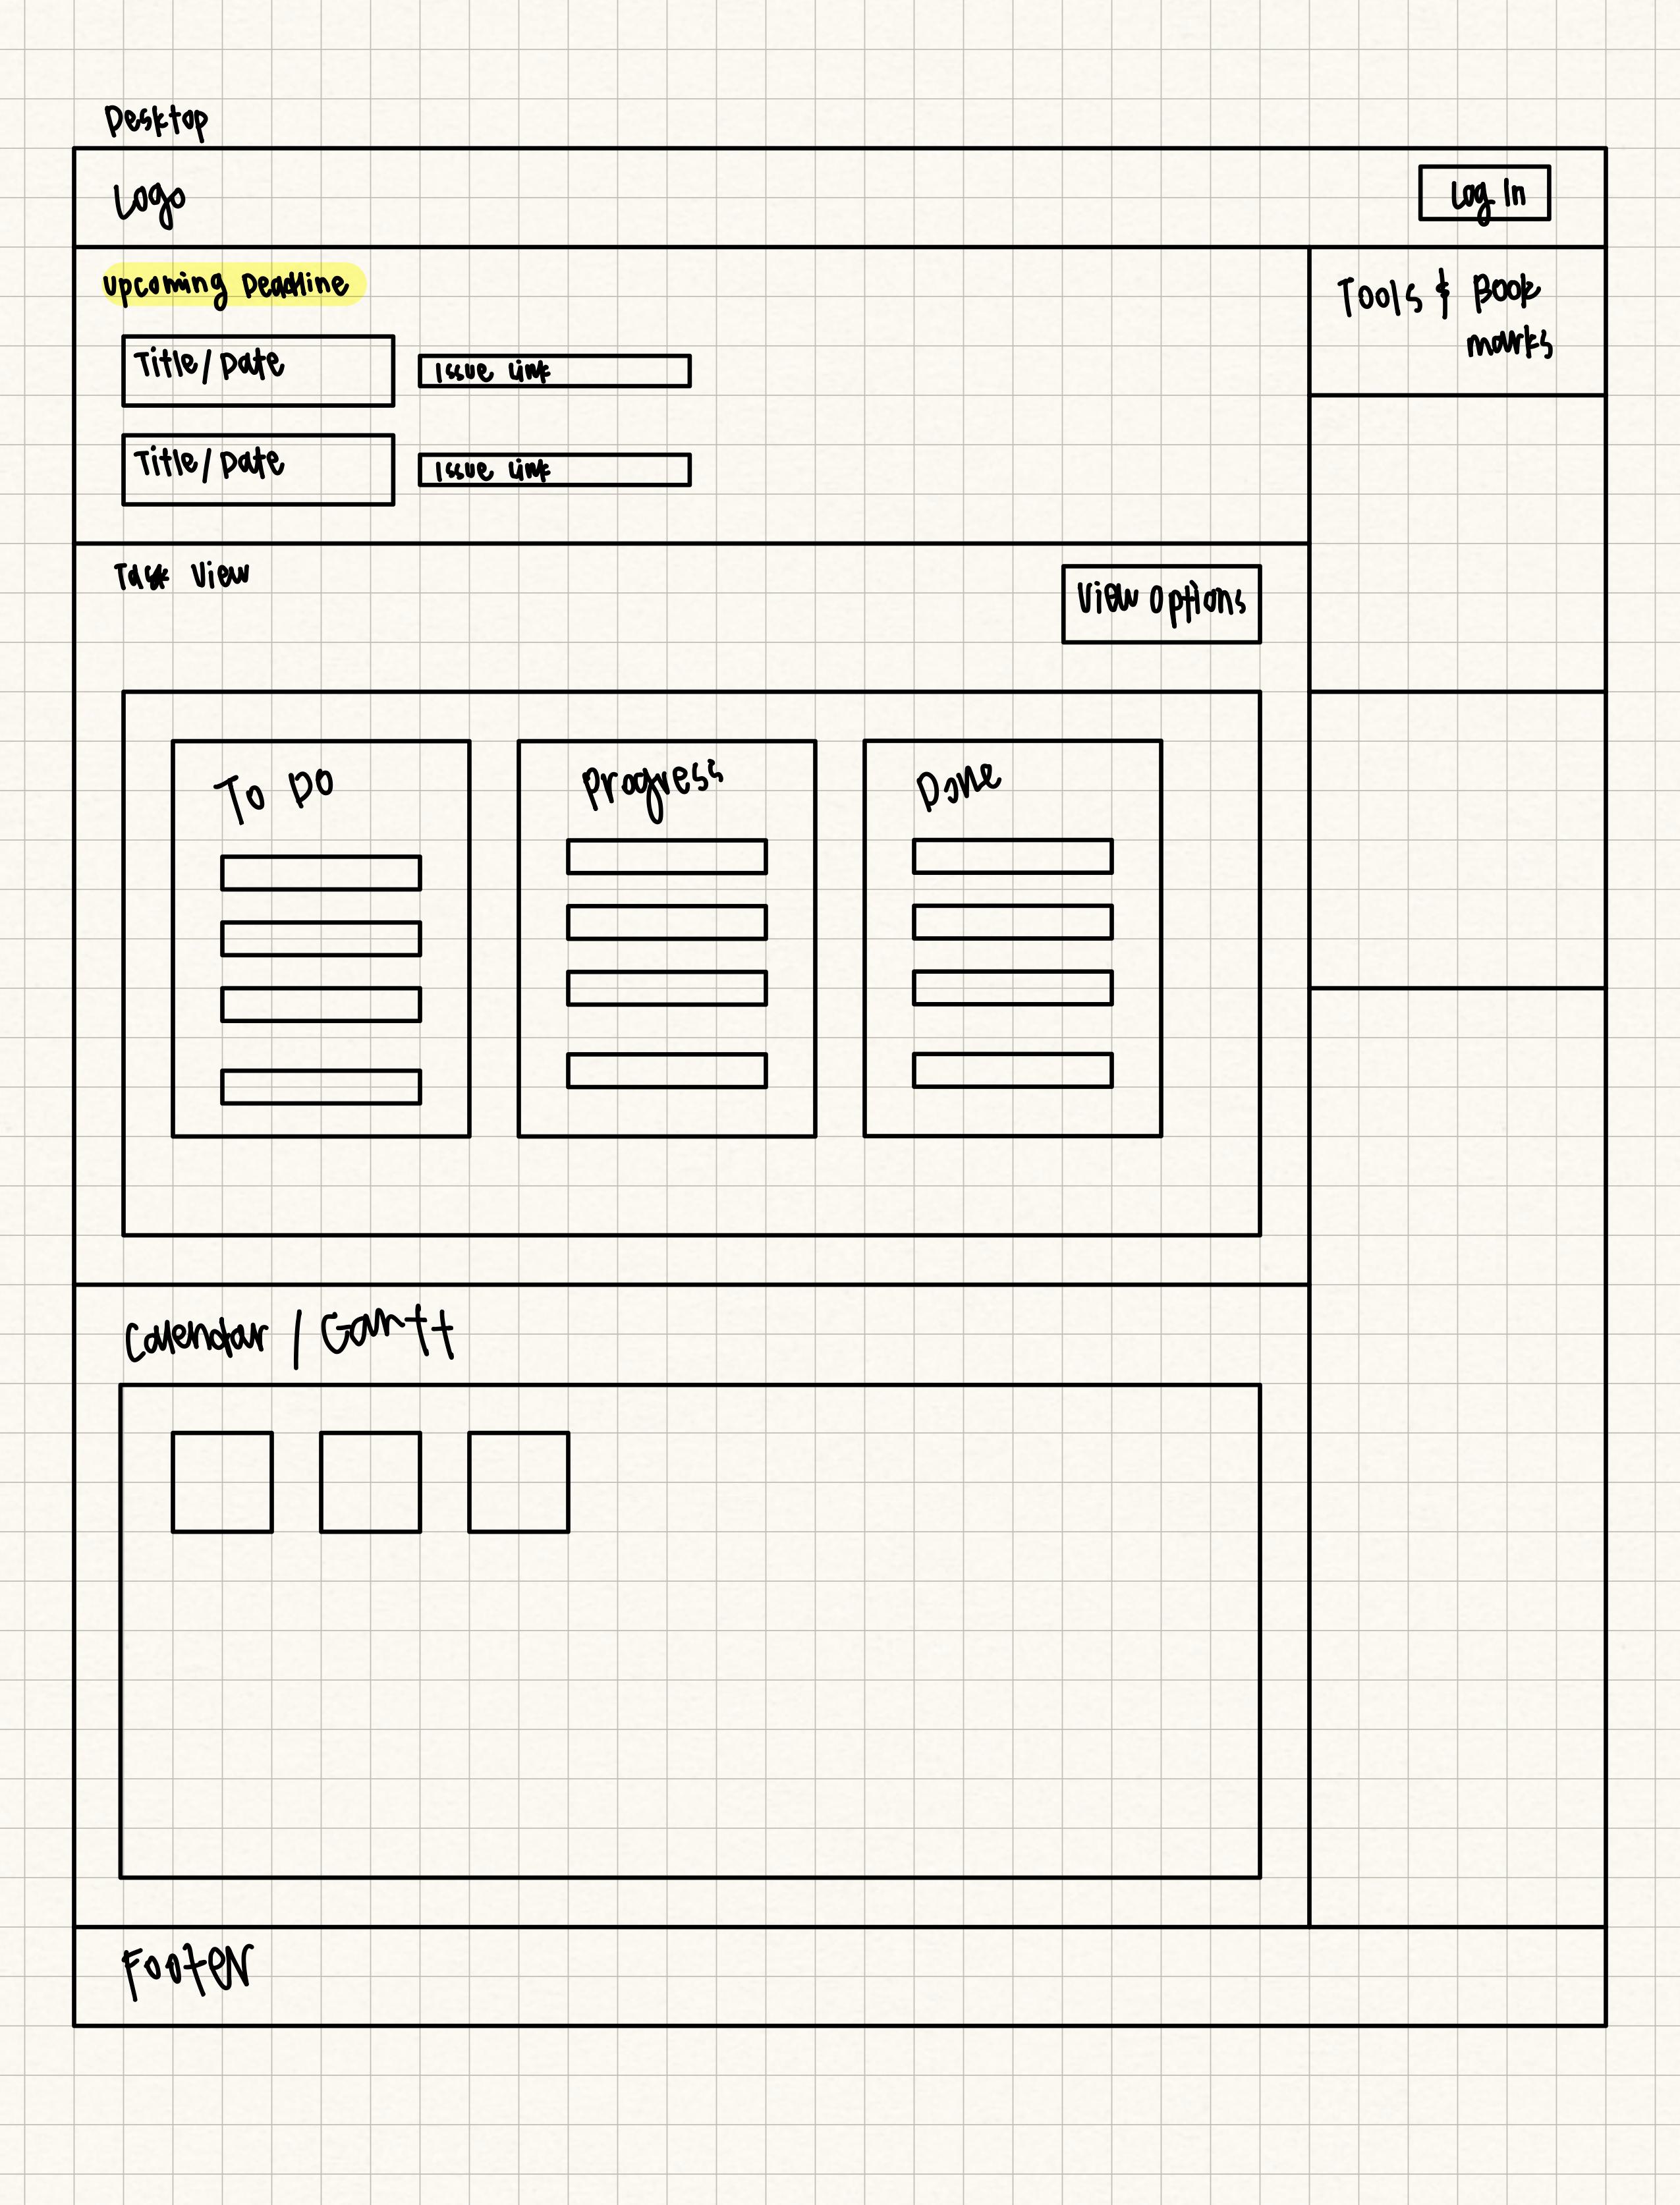 Desktop
Logo
Log In
Upcoming Deadline
Tools & Book
marks
Title/Date
Issue Link
Title/Date
Issue Link
Task View
View Options
To Do
Progress
Done
Calendar / Gantt
Footer